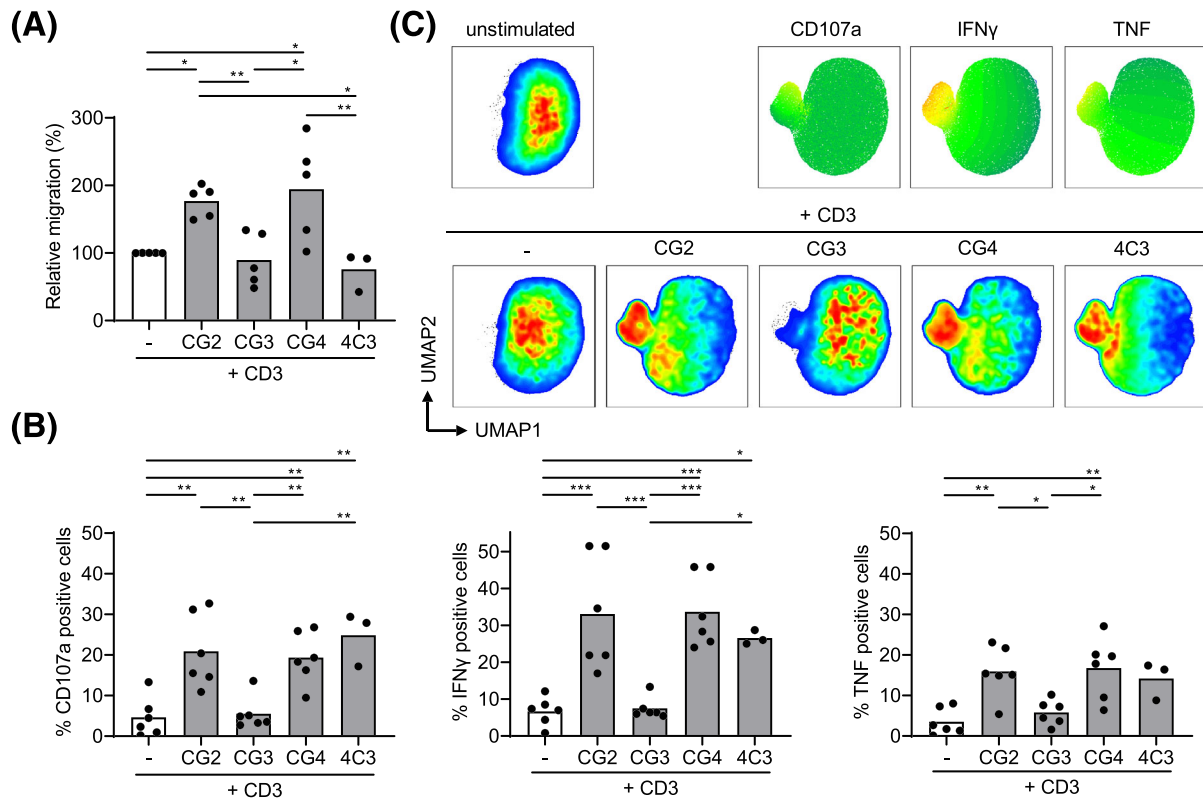 (A)
*
* *
**
*
**
Relative migration (%)
300
200
100
0
- CG2 CG3 CG4 4C3
+ CD3
(C)
unstimulated CD107a IFNγ TNF
+ CD3
- CG2 CG3 CG4 4C3
UMAP2
UMAP1
(B)
**
**
** **
**
**
% CD107a positive cells
50
40
30
20
10
0
- CG2 CG3 CG4 4C3
+ CD3
*
***
*** ***
***
*
% IFNγ positive cells
50
40
30
20
10
0
- CG2 CG3 CG4 4C3
+ CD3
**
** *
*
% TNF positive cells
50
40
30
20
10
0
- CG2 CG3 CG4 4C3
+ CD3